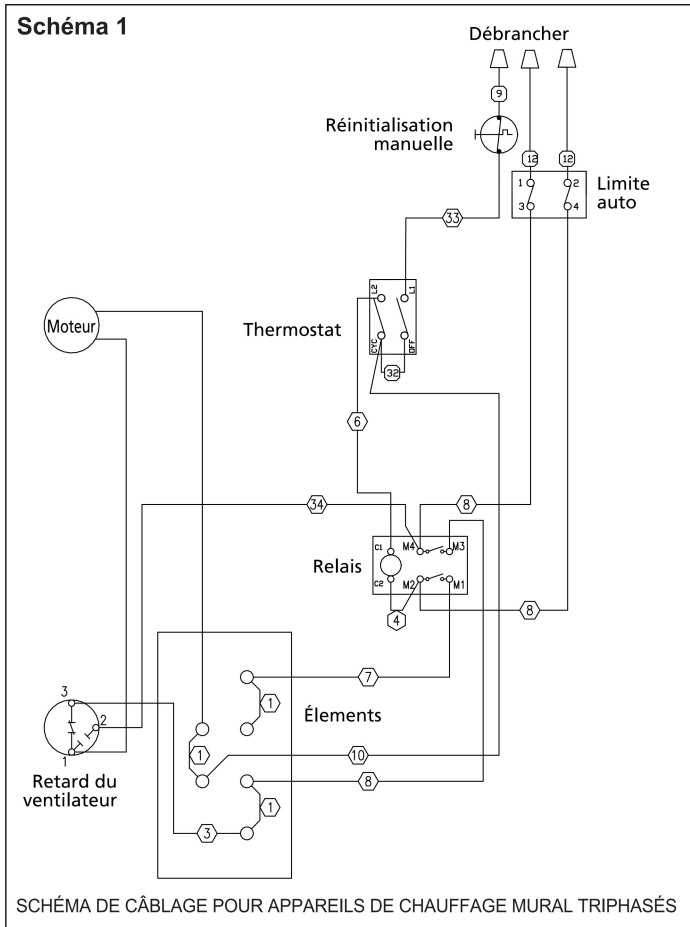 Schéma 1
Débrancher
9
Réinitialisation
manuelle
12
12
1
2
3
4
Limite
auto
33
L2
L1
Moteur
Thermostat
CYC
OFF
32
6
34
8
C1
M4
M3
Relais
C2
M2
M1
4
8
7
3
1
Élements
2
1
10
1
Retard du
ventilateur
8
1
3
SCHÉMA DE CÂBLAGE POUR APPAREILS DE CHAUFFAGE MURAL TRIPHASÉS